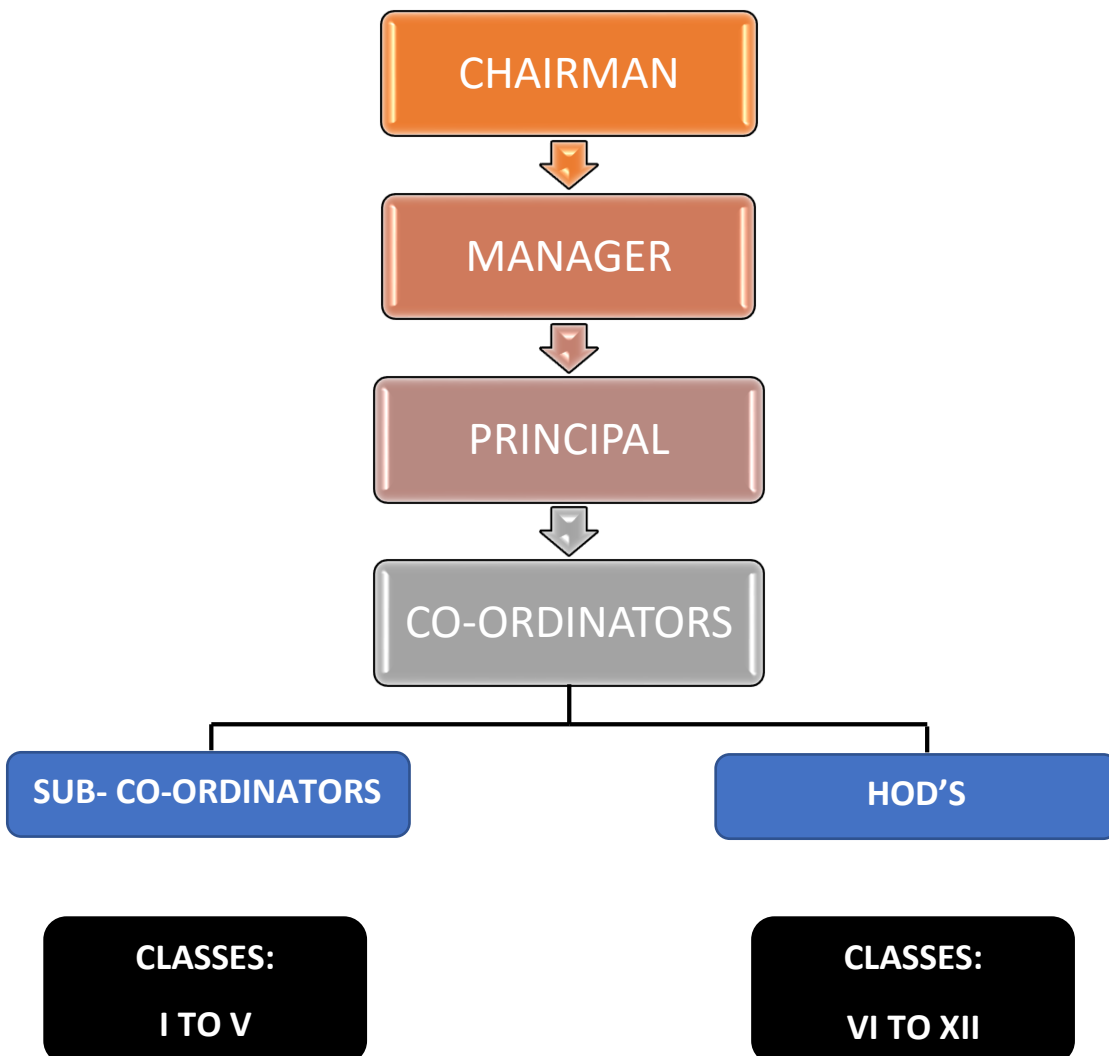 CHAIRMAN
MANAGER
PRINCIPAL
CO-ORDINATORS
SUB- CO-ORDINATORS
HOD’S
CLASSES:
I TO V
CLASSES:
VI TO XII